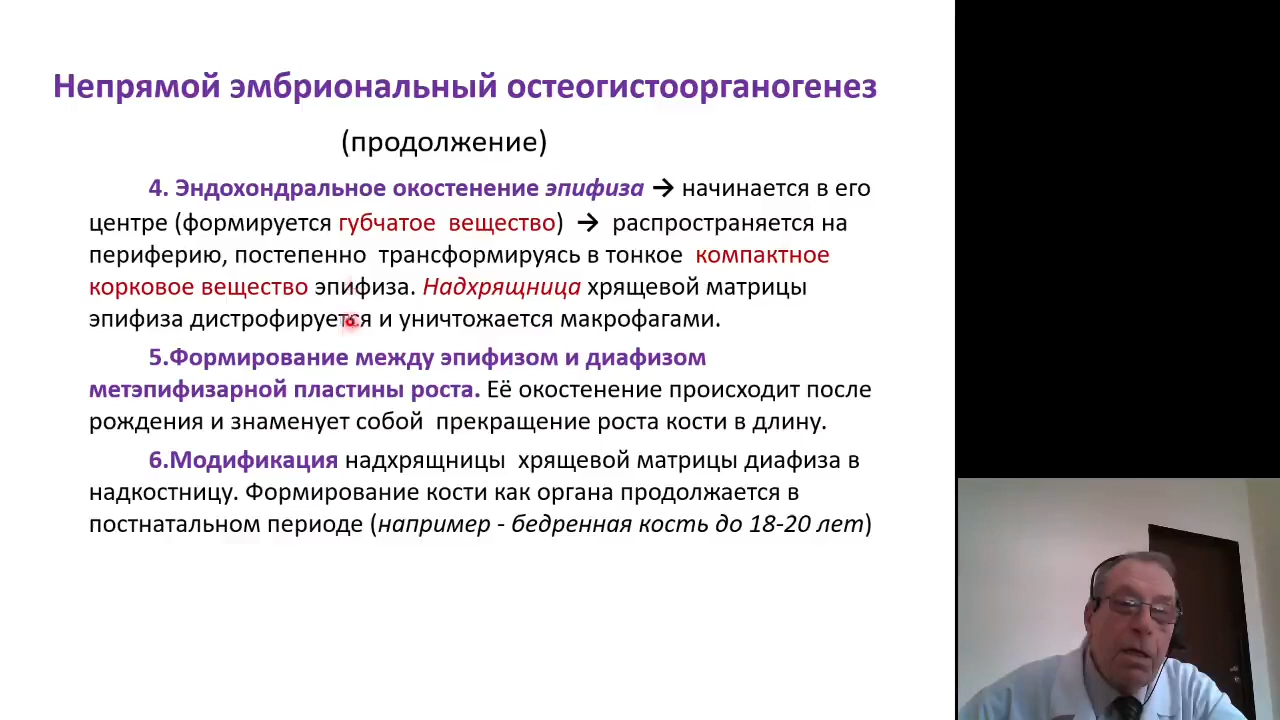 Непрямой эмбриональный остеогистоорганогенез
(продолжение)
4. Эндохондральное окостенение эпифиза → начинается в его
центре (формируется губчатое вещество) → распространяется на
периферию, постепенно трансформируясь в тонкое компактное
корковое вещество эпифиза. Надхрящница хрящевой матрицы
эпифиза дистрофируется и уничтожается макрофагами.
5.Формирование между эпифизом и диафизом
метэпифизарной пластины роста. Её окостенение происходит после
рождения и знаменует собой прекращение роста кости в длину.
6.Модификация надхрящницы хрящевой матрицы диафиза в
надкостницу. Формирование кости как органа продолжается в
постнатальном периоде (например - бедренная кость до 18-20 лет)